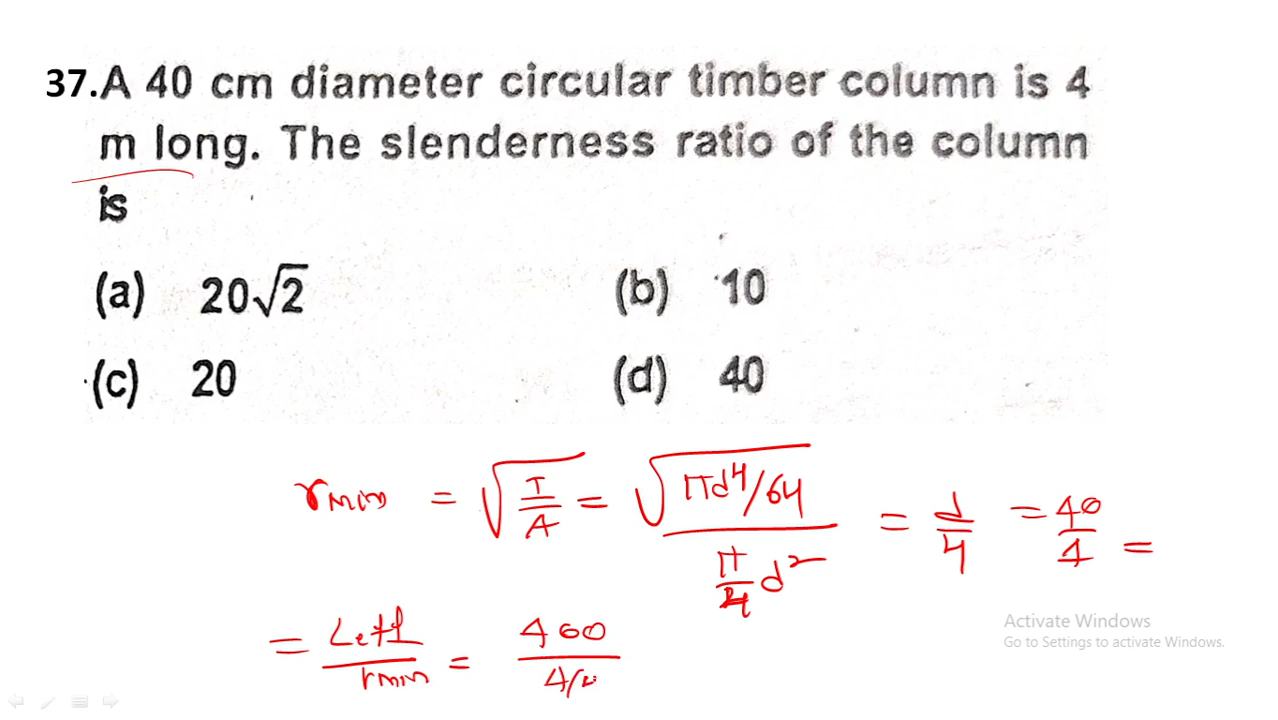 37.A 40 cm diameter circular timber column is 4
m long. The slenderness ratio of the column
is
(a) 20√2 (b) 10
(c) 20 (d) 40
rmin = √(I/A) = √(πd⁴/64) / (π/4 d²) = d/4 = 40/4 =
= Leff/rmin = 400/
Activate Windows
Go to Settings to activate Windows.